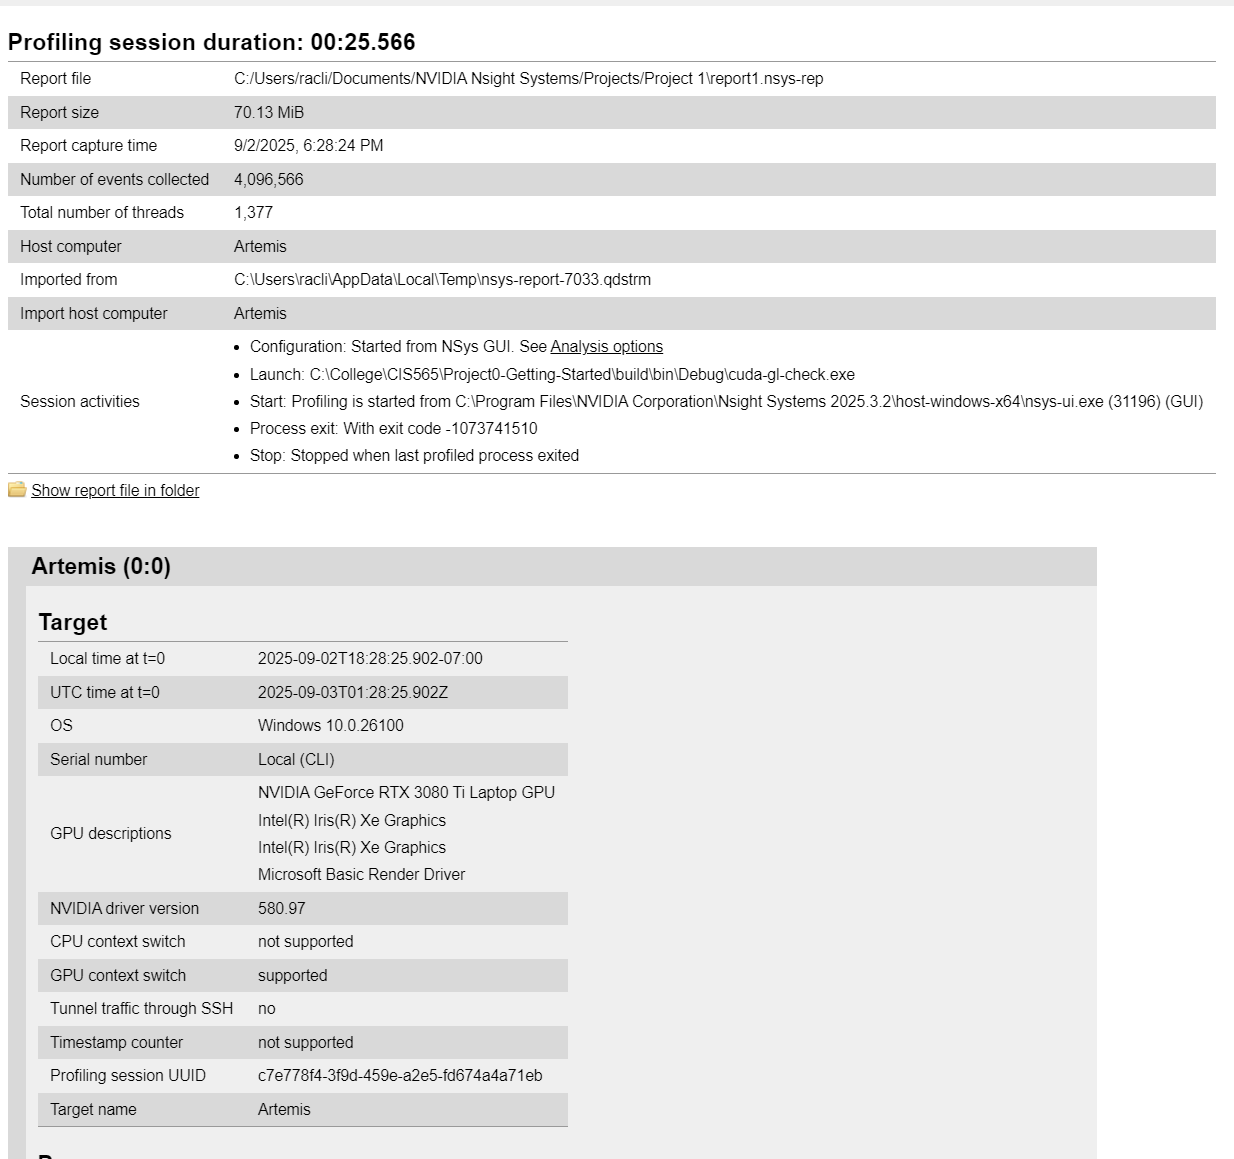 Profiling session duration: 00:25.566
Report file C:/Users/racli/Documents/NVIDIA Nsight Systems/Projects/Project 1\report1.nsys-rep
Report size 70.13 MiB
Report capture time 9/2/2025, 6:28:24 PM
Number of events collected 4,096,566
Total number of threads 1,377
Host computer Artemis
Imported from C:\Users\racli\AppData\Local\Temp\nsys-report-7033.qdstrm
Import host computer Artemis
Session activities
• Configuration: Started from NSys GUI. See Analysis options
• Launch: C:\College\CIS565\Project0-Getting-Started\build\bin\Debug\cuda-gl-check.exe
• Start: Profiling is started from C:\Program Files\NVIDIA Corporation\Nsight Systems 2025.3.2\host-windows-x64\nsys-ui.exe (31196) (GUI)
• Process exit: With exit code -1073741510
• Stop: Stopped when last profiled process exited
Show report file in folder
Artemis (0:0)
Target
Local time at t=0 2025-09-02T18:28:25.902-07:00
UTC time at t=0 2025-09-03T01:28:25.902Z
OS Windows 10.0.26100
Serial number Local (CLI)
GPU descriptions
NVIDIA GeForce RTX 3080 Ti Laptop GPU
Intel(R) Iris(R) Xe Graphics
Intel(R) Iris(R) Xe Graphics
Microsoft Basic Render Driver
NVIDIA driver version 580.97
CPU context switch not supported
GPU context switch supported
Tunnel traffic through SSH no
Timestamp counter not supported
Profiling session UUID c7e778f4-3f9d-459e-a2e5-fd674a4a71eb
Target name Artemis